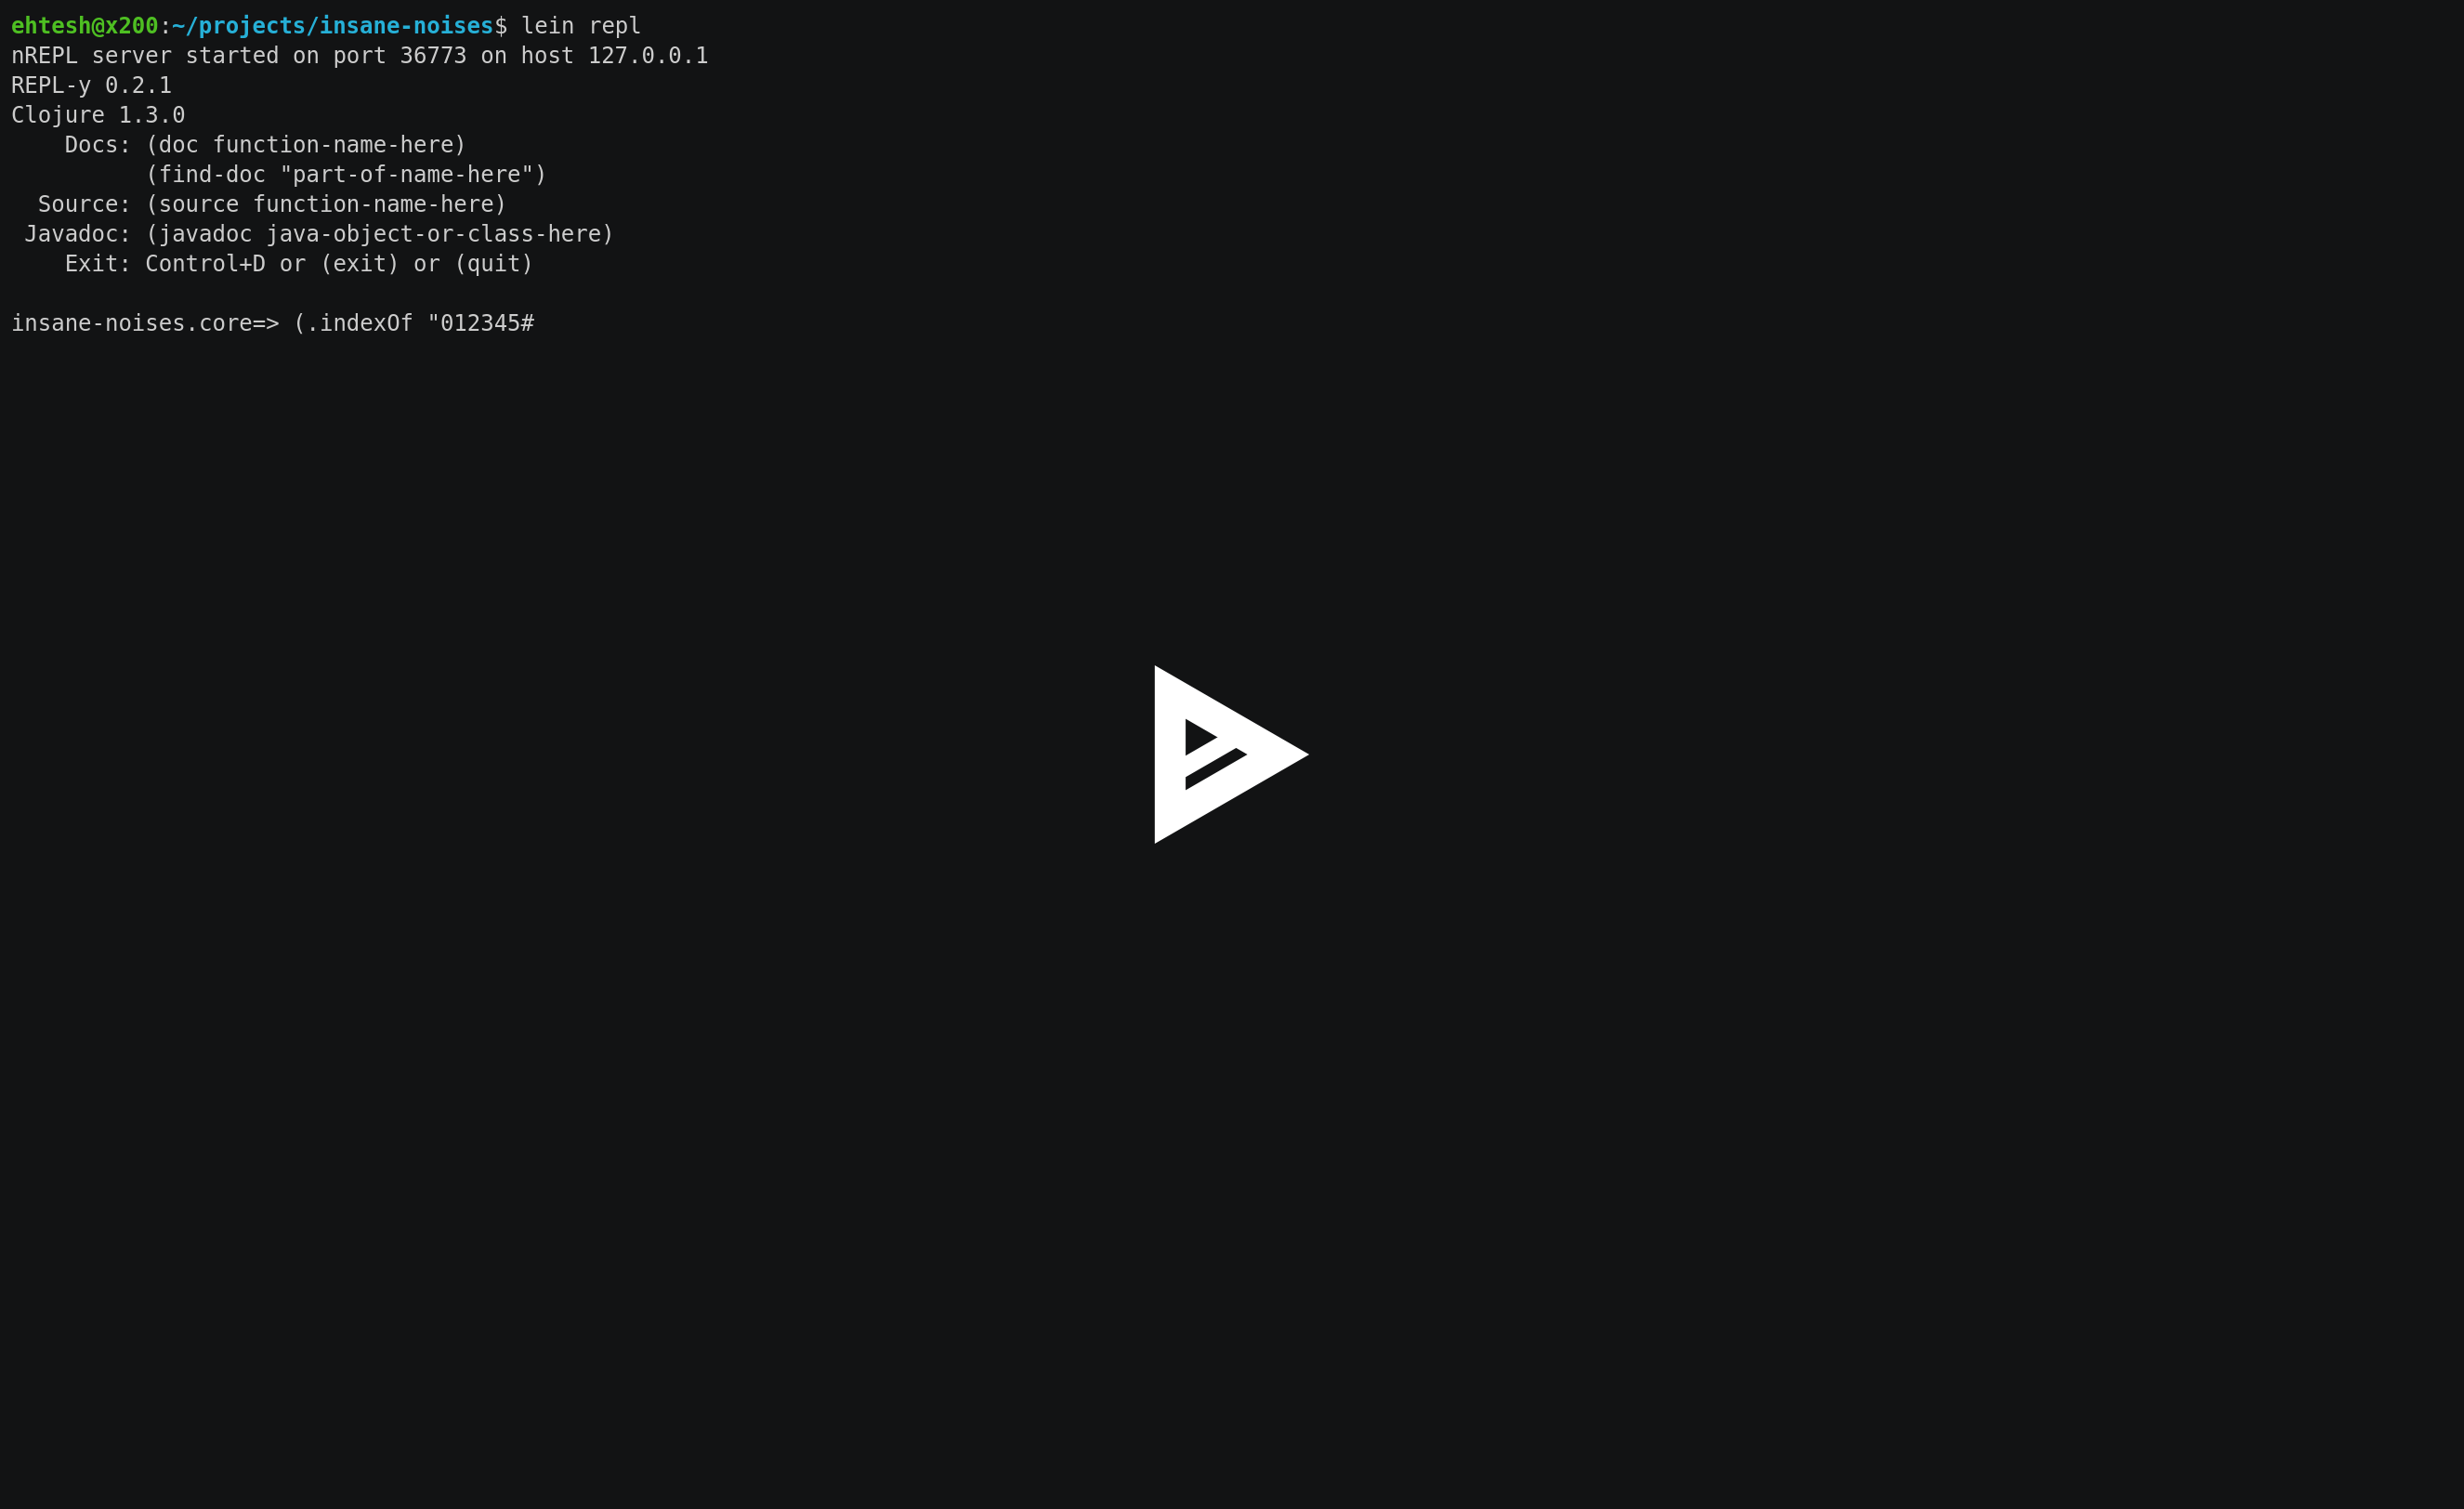 ehtesh@x200:~/projects/insane-noises$ lein repl
nREPL server started on port 36773 on host 127.0.0.1
REPL-y 0.2.1
Clojure 1.3.0
    Docs: (doc function-name-here)
          (find-doc "part-of-name-here")
  Source: (source function-name-here)
 Javadoc: (javadoc java-object-or-class-here)
    Exit: Control+D or (exit) or (quit)

insane-noises.core=> (.indexOf "012345#